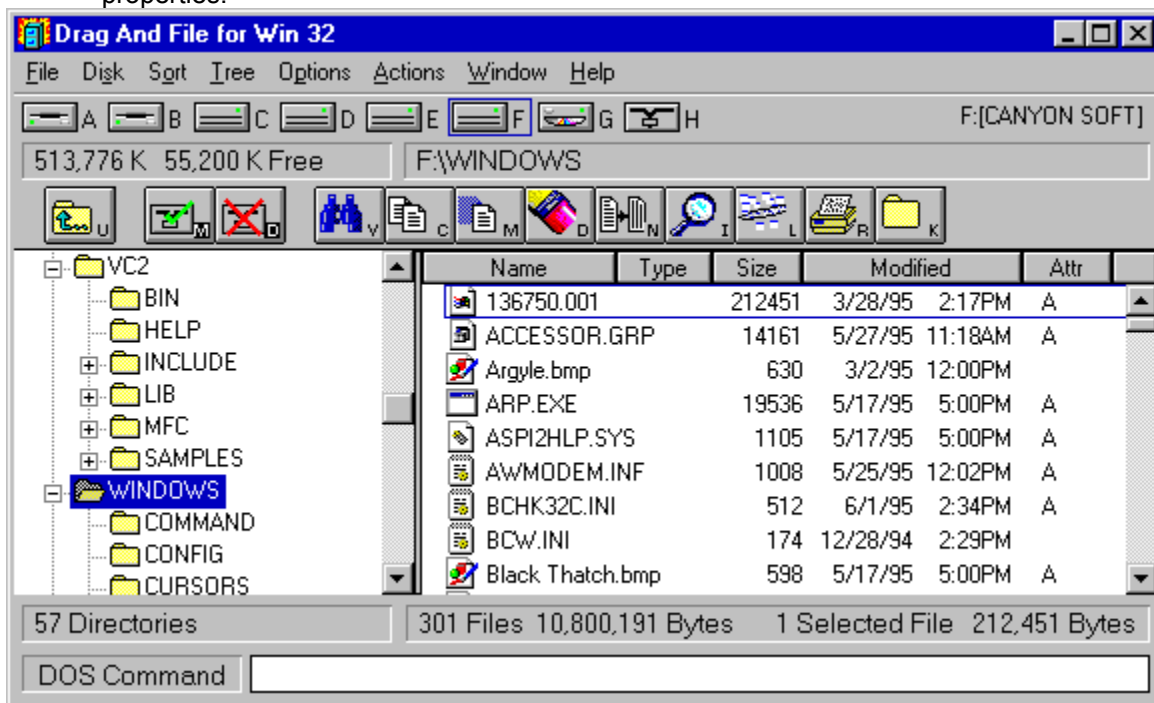 properties.
Drag And File for Win 32
File Disk Sort Tree Options Actions Window Help
A B C D E F G H F:[CANYON SOFT]
513,776 K 55,200 K Free F:\WINDOWS
U M D V C M D N I L R K
VC2
BIN
HELP
INCLUDE
LIB
MFC
SAMPLES
WINDOWS
COMMAND
CONFIG
CURSORS
Name Type Size Modified Attr
136750.001 212451 3/28/95 2:17PM A
ACCESSOR.GRP 14161 5/27/95 11:18AM A
Argyle.bmp 630 3/2/95 12:00PM
ARP.EXE 19536 5/17/95 5:00PM A
ASPI2HLP.SYS 1105 5/17/95 5:00PM A
AWMODEM.INF 1008 5/25/95 12:02PM A
BCHK32C.INI 512 6/1/95 2:34PM A
BCW.INI 174 12/28/94 2:29PM
Black Thatch.bmp 598 5/17/95 5:00PM A
57 Directories 301 Files 10,800,191 Bytes 1 Selected File 212,451 Bytes
DOS Command